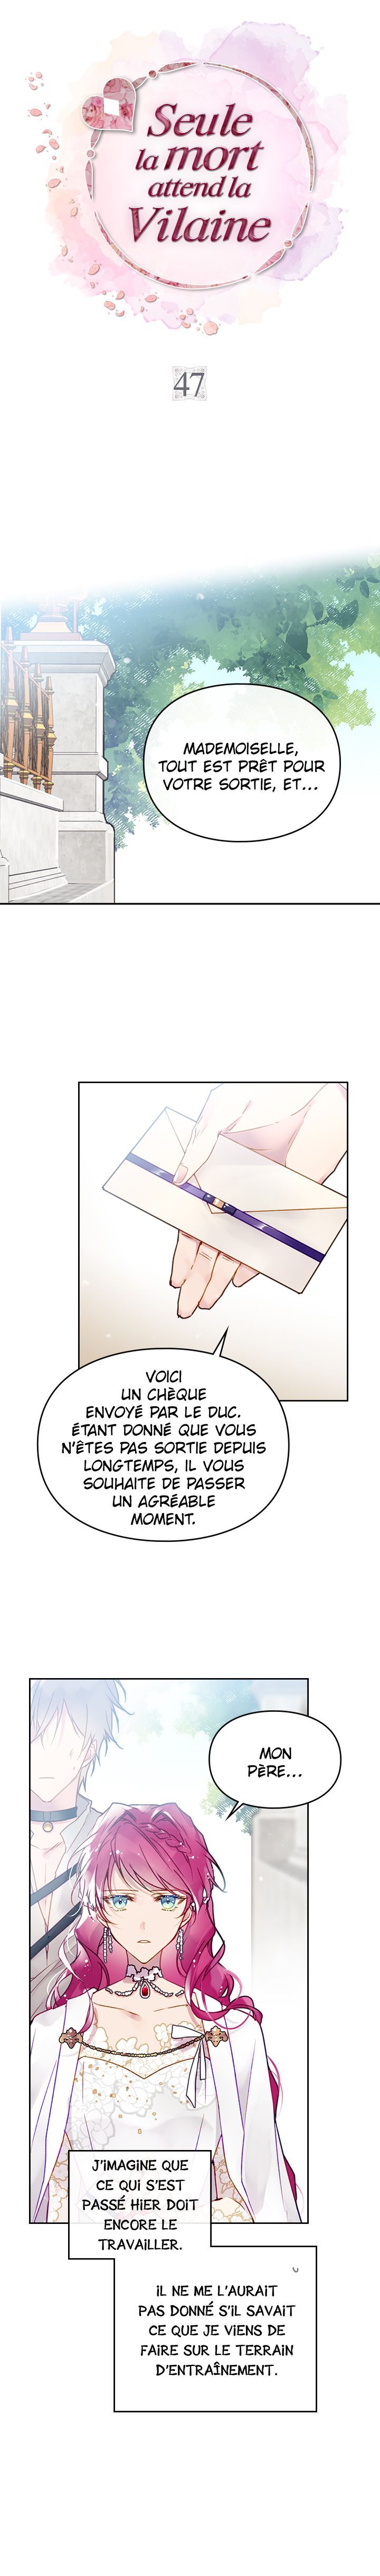 Seule
la mort
attend la
Vilaine
47
MADEMOISELLE,
TOUT EST PRÊT POUR
VOTRE SORTIE, ET...
VOICI
UN CHÈQUE
ENVOYÉ PAR LE DUC.
ÉTANT DONNÉ QUE VOUS
N'ÊTES PAS SORTIE DEPUIS
LONGTEMPS, IL VOUS
SOUHAITE DE PASSER
UN AGRÉABLE
MOMENT.
MON
PÈRE...
J'IMAGINE QUE
CE QUI S'EST
PASSÉ HIER DOIT
ENCORE LE
TRAVAILLER.
IL NE ME L'AURAIT
PAS DONNÉ S'IL SAVAIT
CE QUE JE VIENS DE
FAIRE SUR LE TERRAIN
D'ENTRAÎNEMENT.